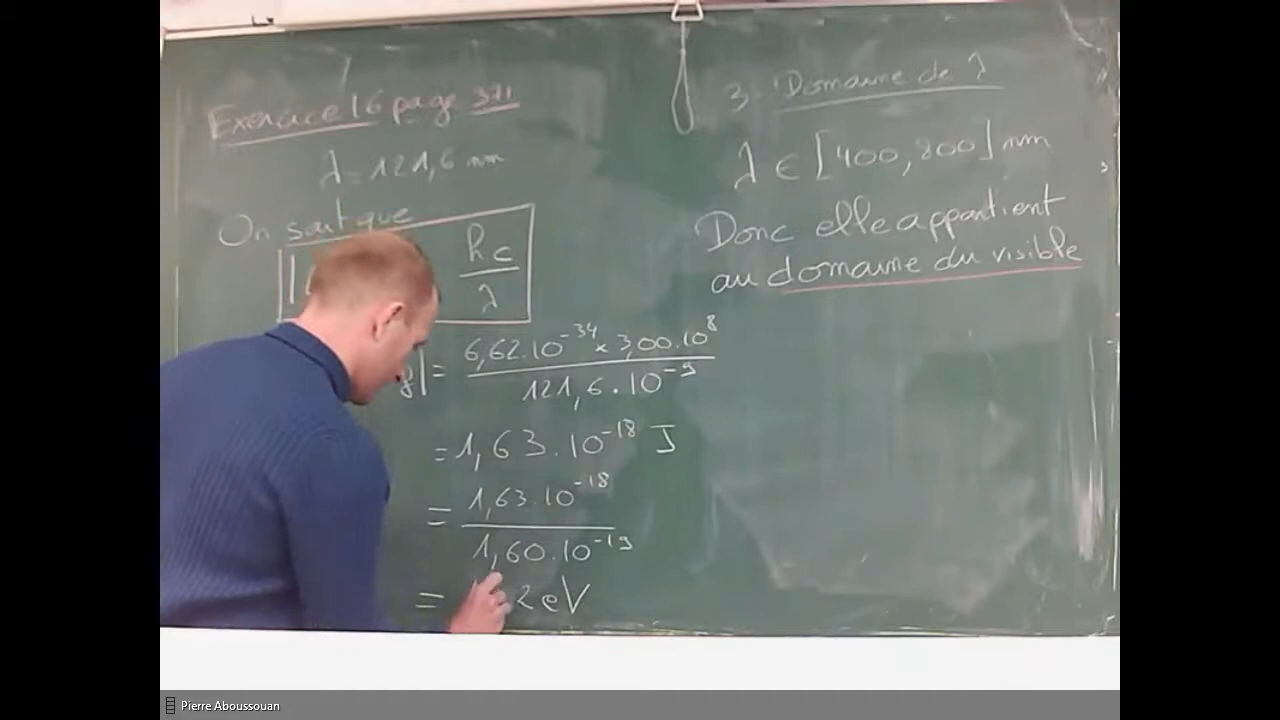 Exercice 16 page 371
λ = 121,6 nm
On sait que
hc
λ
| = 6,62.10⁻³⁴ x 3,00.10⁸
121,6.10⁻⁹
= 1,63.10⁻¹⁸ J
= 1,63.10⁻¹⁸
1,60.10⁻¹⁹
= 2 eV
3- Domaine de λ
λ ∈ [400, 800] nm
Donc elle appartient
au domaine du visible
Pierre Aboussouan